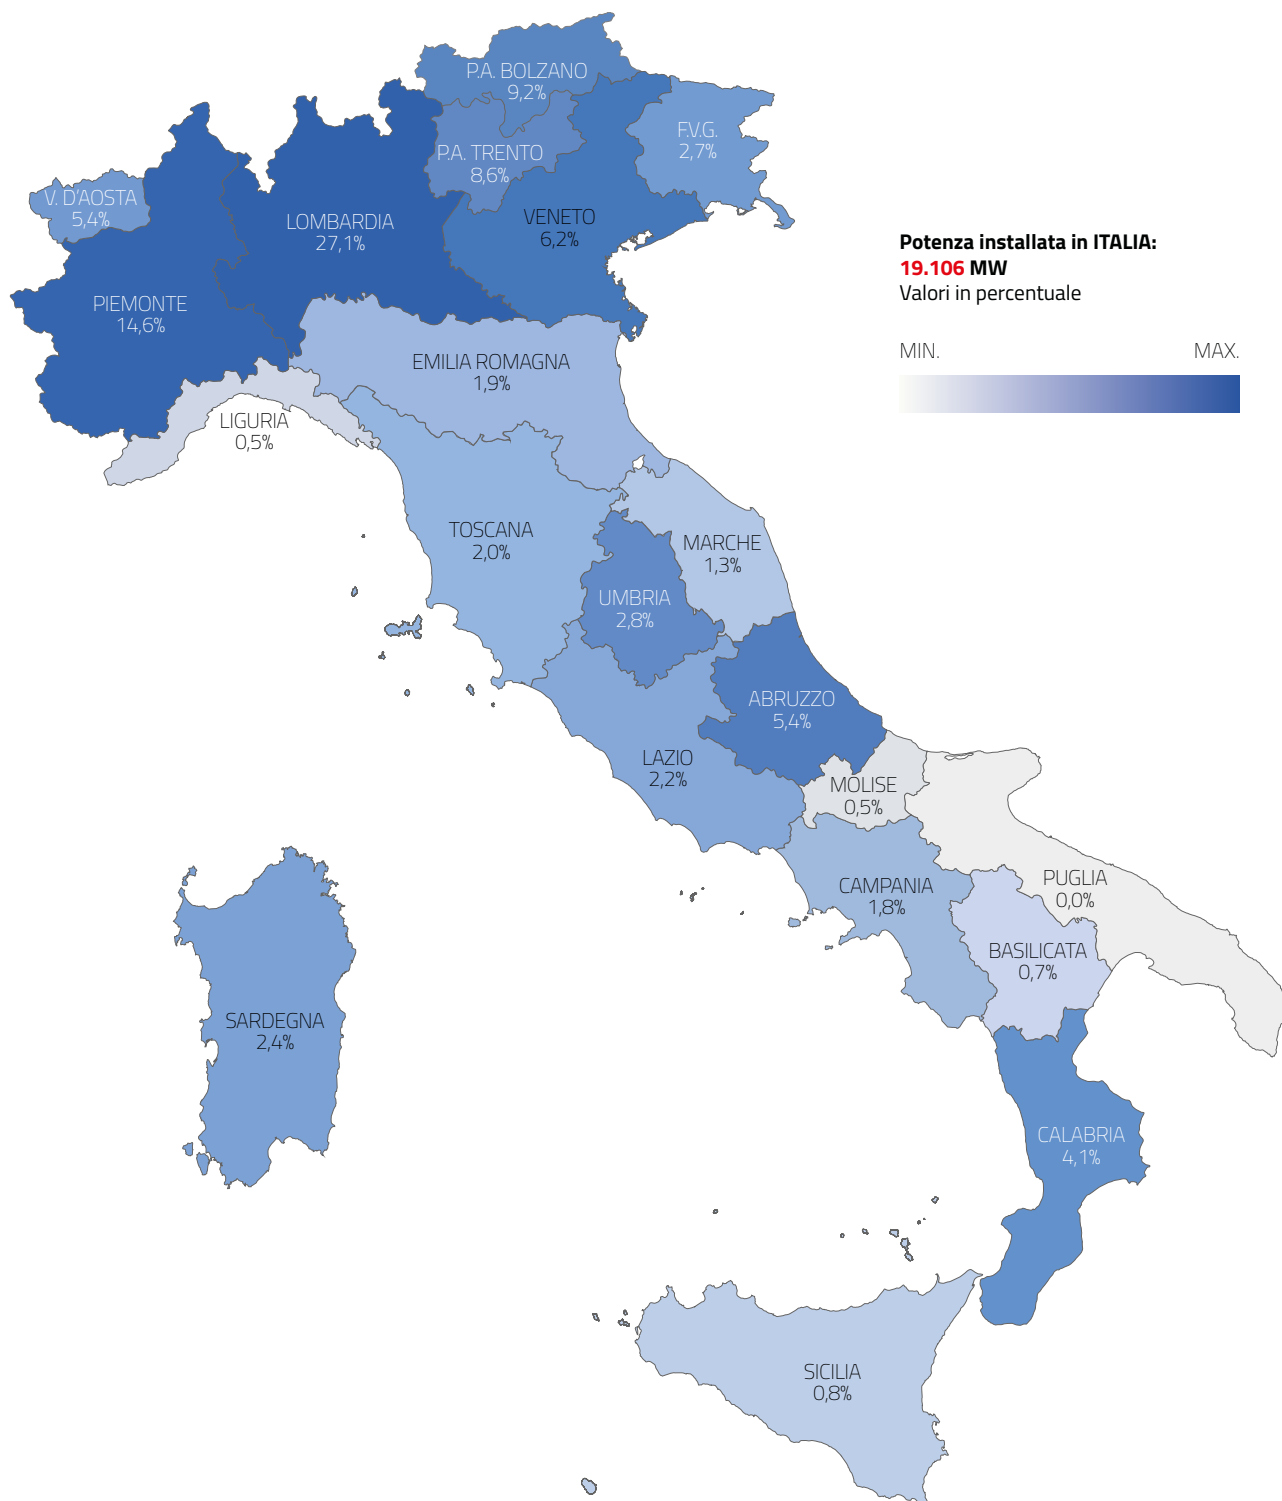 P.A. BOLZANO
9,2%
F.V.G.
2,7%
P.A. TRENTO
8,6%
V. D'AOSTA
5,4%
LOMBARDIA
27,1%
VENETO
6,2%
Potenza installata in ITALIA:
19.106 MW
Valori in percentuale
MIN.
MAX.
PIEMONTE
14,6%
EMILIA ROMAGNA
1,9%
LIGURIA
0,5%
TOSCANA
2,0%
MARCHE
1,3%
UMBRIA
2,8%
ABRUZZO
5,4%
LAZIO
2,2%
MOLISE
0,5%
CAMPANIA
1,8%
PUGLIA
0,0%
BASILICATA
0,7%
SARDEGNA
2,4%
CALABRIA
4,1%
SICILIA
0,8%